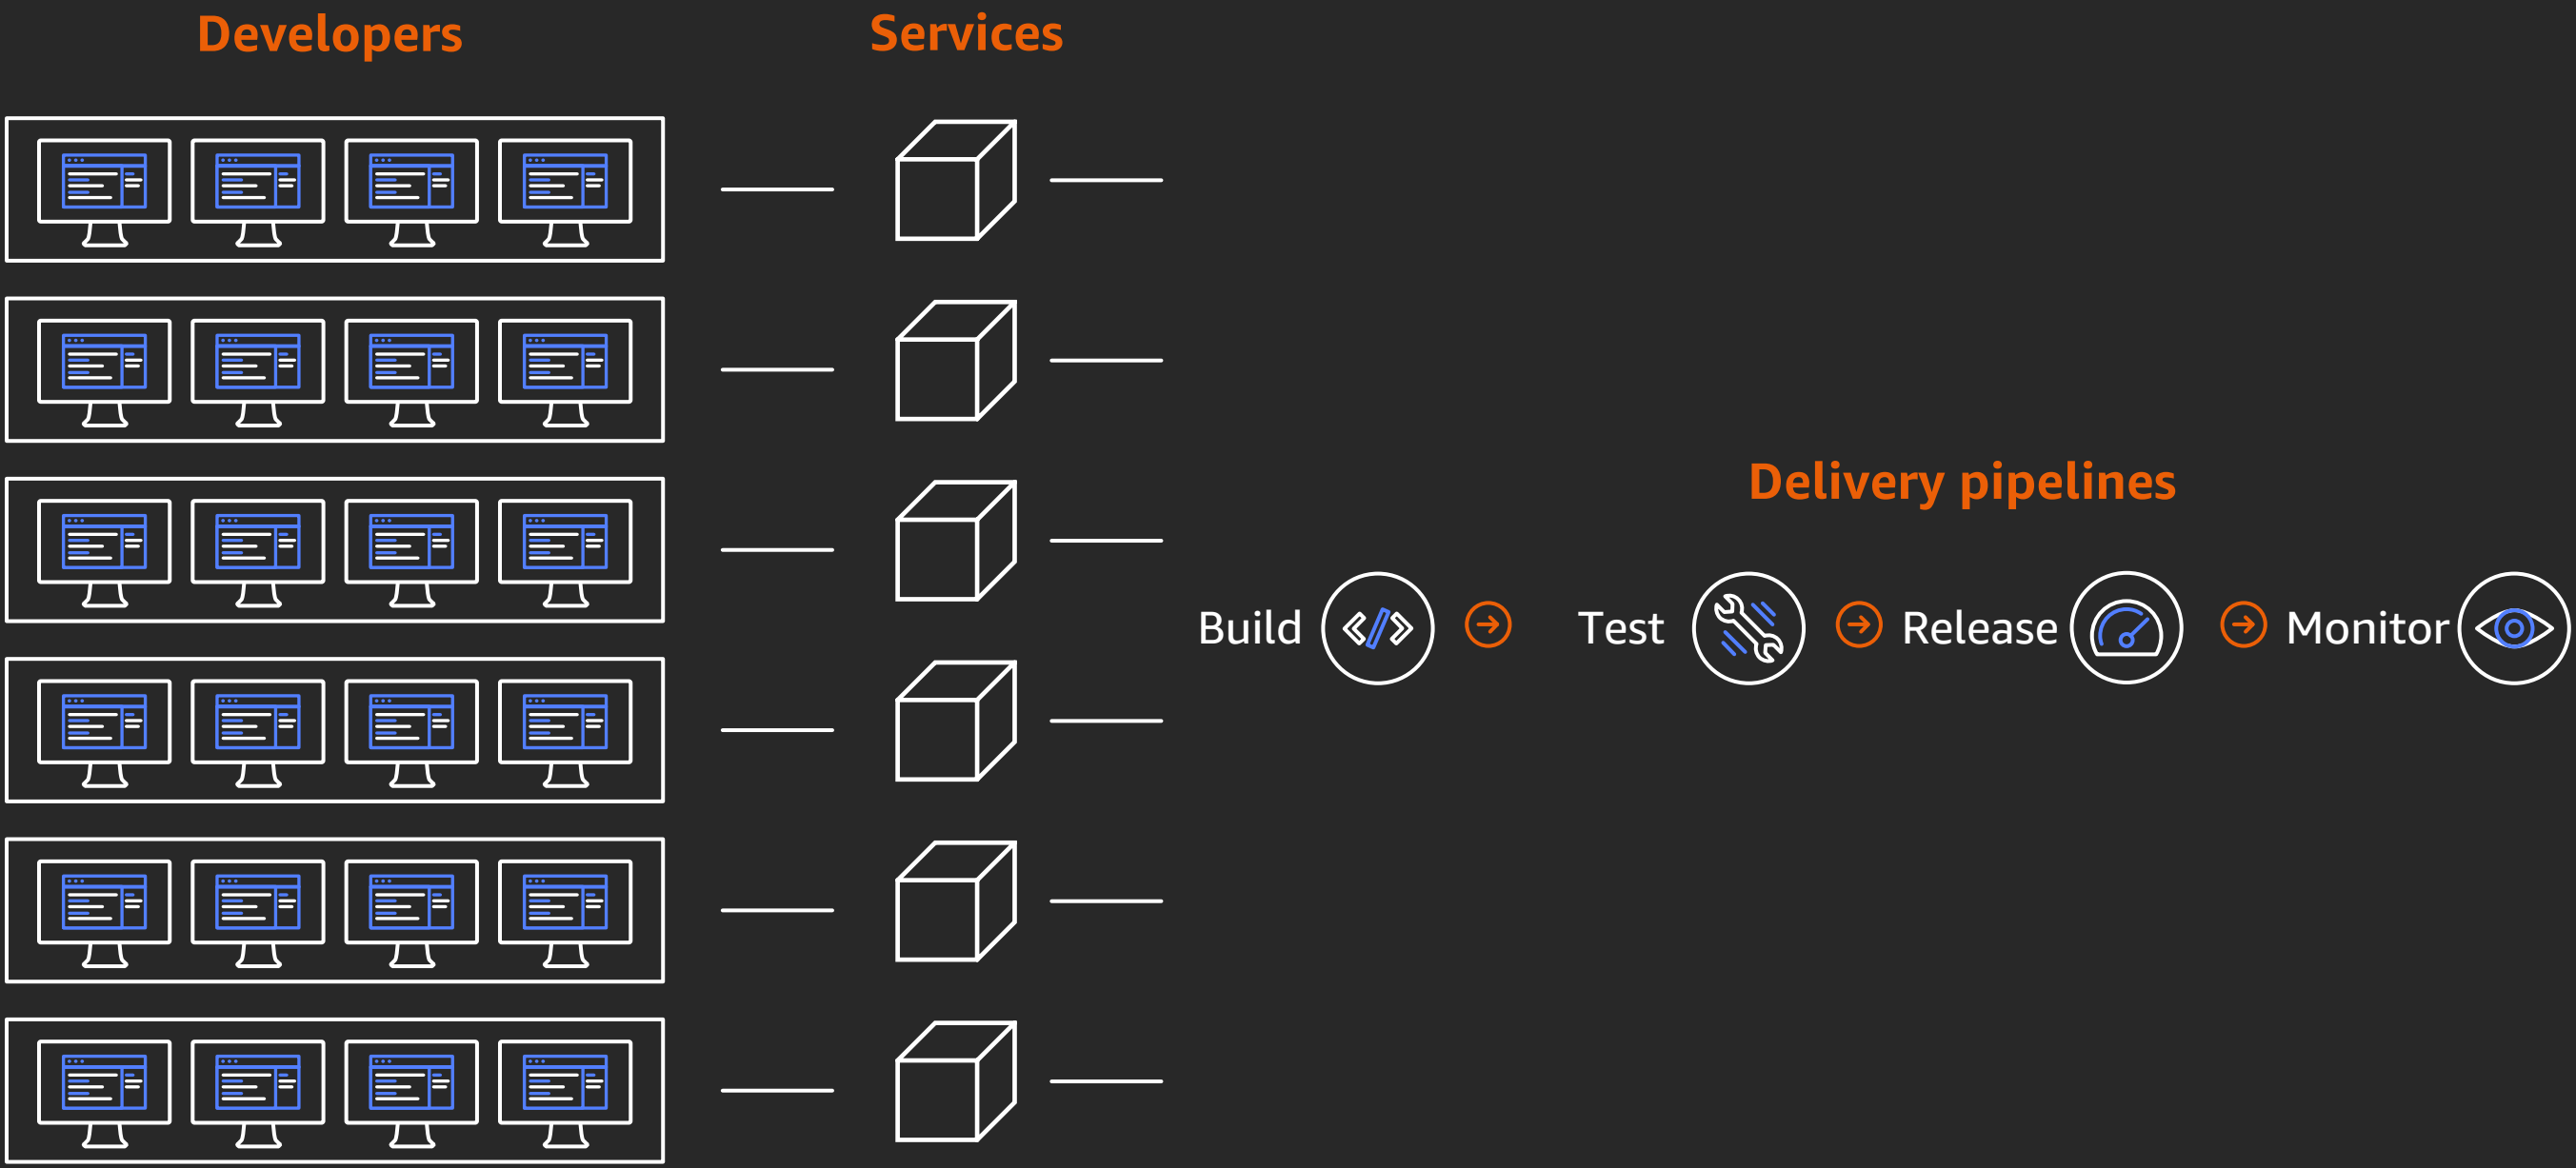 Developers
Services
Delivery pipelines
Build
Test
Release
Monitor